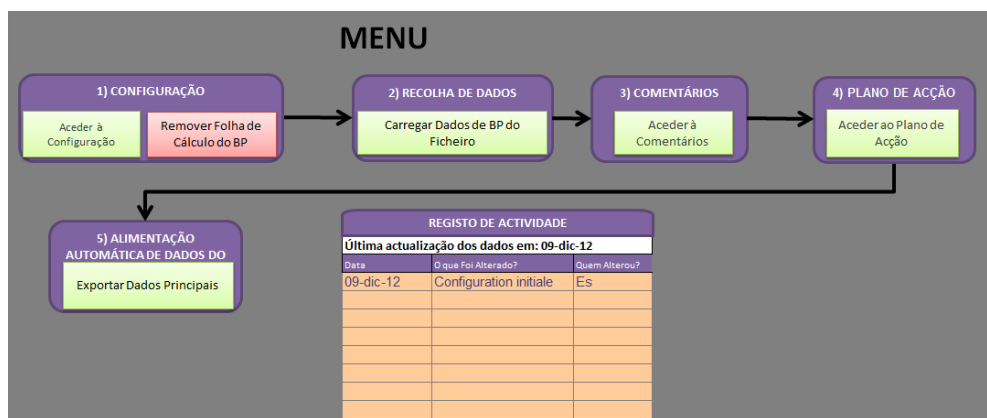 MENU
1) CONFIGURAÇÃO
Aceder à
Configuração
Remover Folha de
Cálculo do BP
2) RECOLHA DE DADOS
Carregar Dados de BP do
Ficheiro
3) COMENTÁRIOS
Aceder à
Comentários
4) PLANO DE ACÇÃO
Aceder ao Plano de
Acção
5) ALIMENTAÇÃO
AUTOMÁTICA DE DADOS DO
Exportar Dados Principais
REGISTO DE ACTIVIDADE
Última actualização dos dados em: 09-dic-12
Data O que Foi Alterado? Quem Alterou?
09-dic-12 Configuration initiale Es